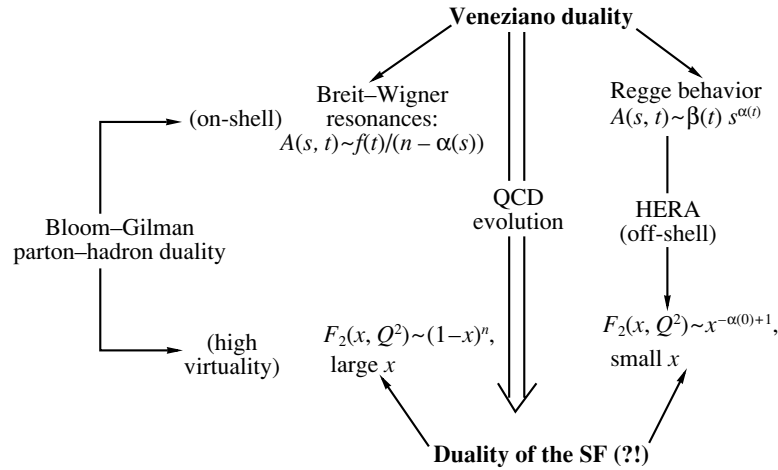 Veneziano duality
Breit–Wigner
resonances:
A(s, t)~f(t)/(n – α(s))
Regge behavior
A(s, t)~β(t) s^α(t)
(on-shell)
QCD
evolution
HERA
(off-shell)
Bloom–Gilman
parton–hadron duality
(high
virtuality)
F₂(x, Q²)~(1–x)ⁿ,
large x
F₂(x, Q²)~x^–α(0)+1,
small x
Duality of the SF (?!)